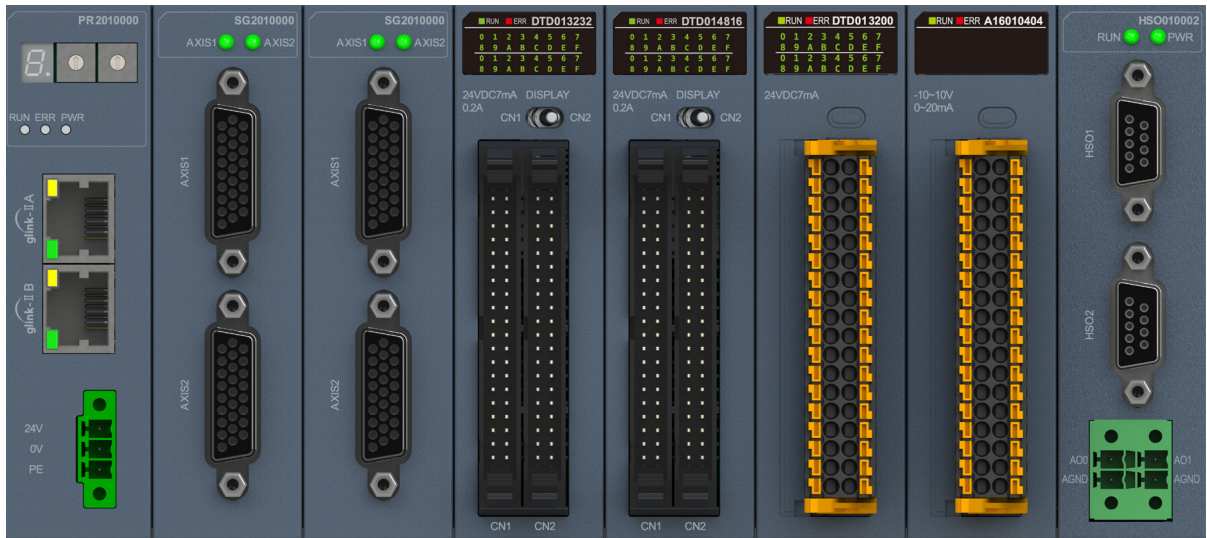 PR2010000
8.
RUN ERR PWR
glink-II A
glink-II B
24V
0V
PE
SG2010000
AXIS1 AXIS2
AXIS1
AXIS2
SG2010000
AXIS1 AXIS2
AXIS1
AXIS2
RUN ERR DTD013232
0 1 2 3 4 5 6 7
8 9 A B C D E F
0 1 2 3 4 5 6 7
8 9 A B C D E F
24VDC7mA DISPLAY
0.2A
CN1 CN2
CN1 CN2
RUN ERR DTD014816
0 1 2 3 4 5 6 7
8 9 A B C D E F
0 1 2 3 4 5 6 7
8 9 A B C D E F
24VDC7mA DISPLAY
0.2A
CN1 CN2
CN1 CN2
RUN ERR DTD013200
0 1 2 3 4 5 6 7
8 9 A B C D E F
0 1 2 3 4 5 6 7
8 9 A B C D E F
24VDC7mA
RUN ERR A16010404
-10~10V
0~20mA
HSO010002
RUN PWR
HSO1
HSO2
AO0 AO1
AGND AGND